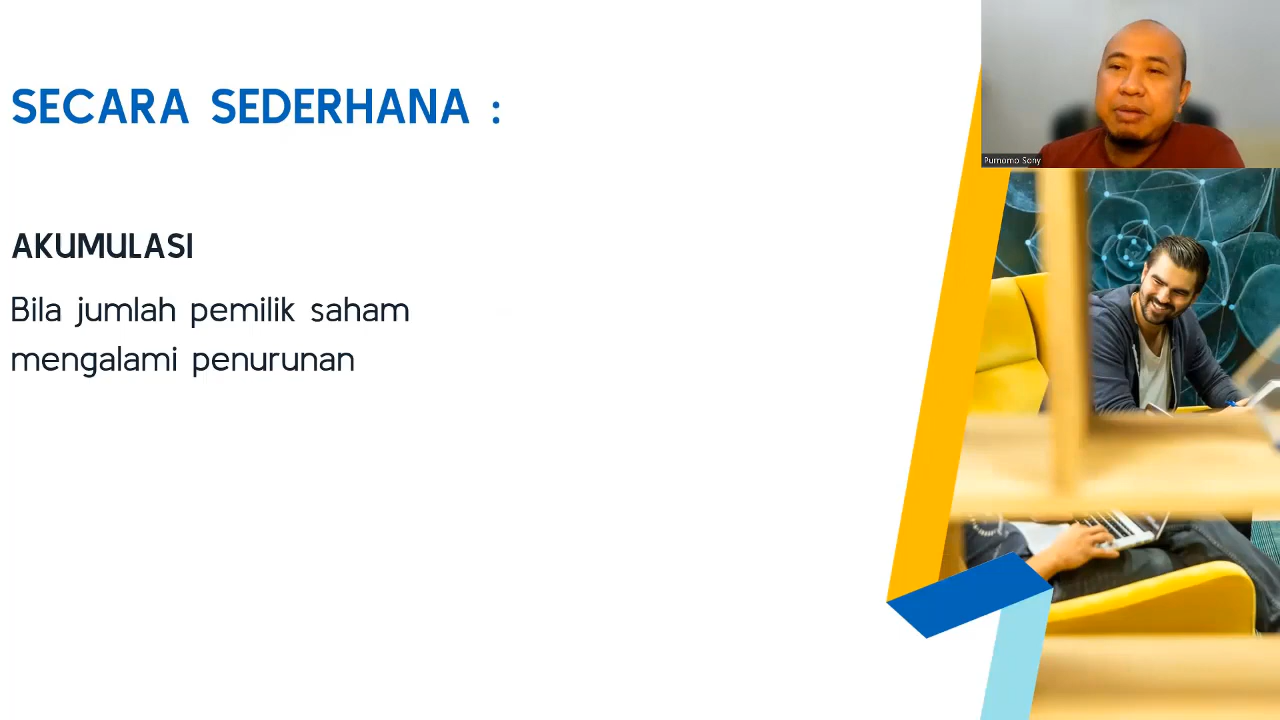 SECARA SEDERHANA :
AKUMULASI
Bila jumlah pemilik saham
mengalami penurunan
Purnomo Sony